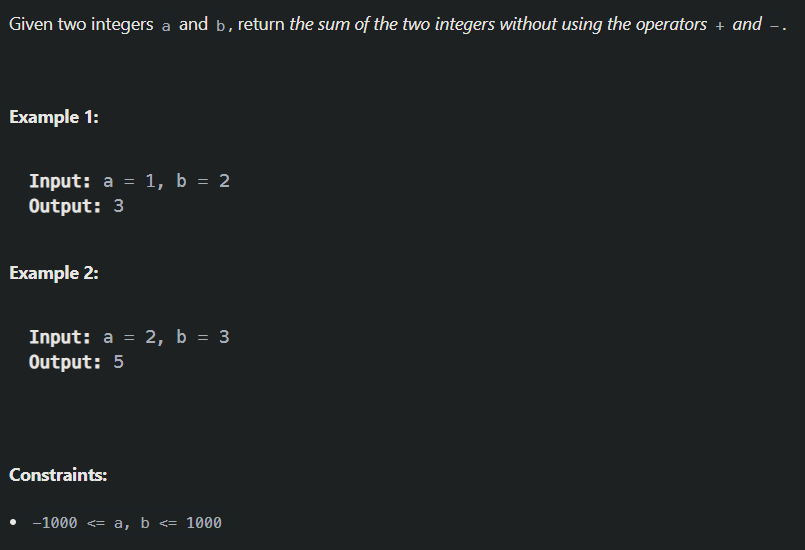 Given two integers a and b, return the sum of the two integers without using the operators + and -.
Example 1:
Input: a = 1, b = 2
Output: 3
Example 2:
Input: a = 2, b = 3
Output: 5
Constraints:
• -1000 <= a, b <= 1000